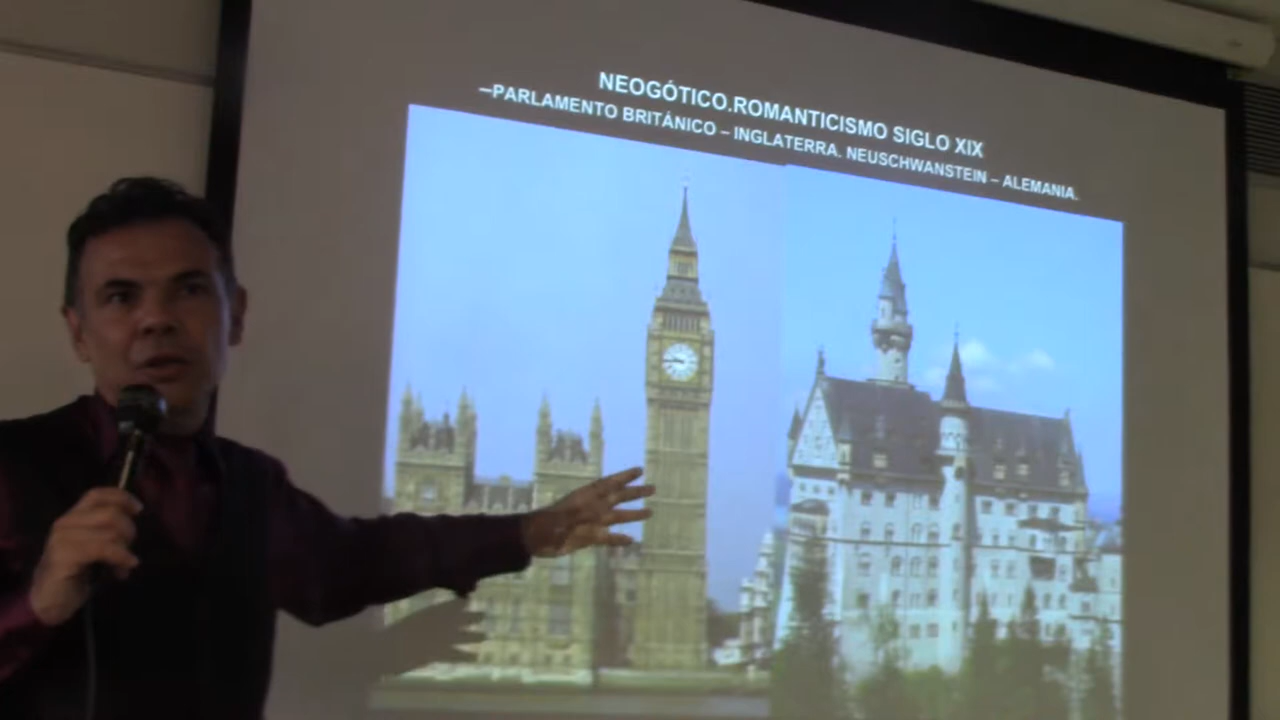 NEOGÓTICO.ROMANTICISMO SIGLO XIX
–PARLAMENTO BRITÁNICO – INGLATERRA. NEUSCHWANSTEIN – ALEMANIA.